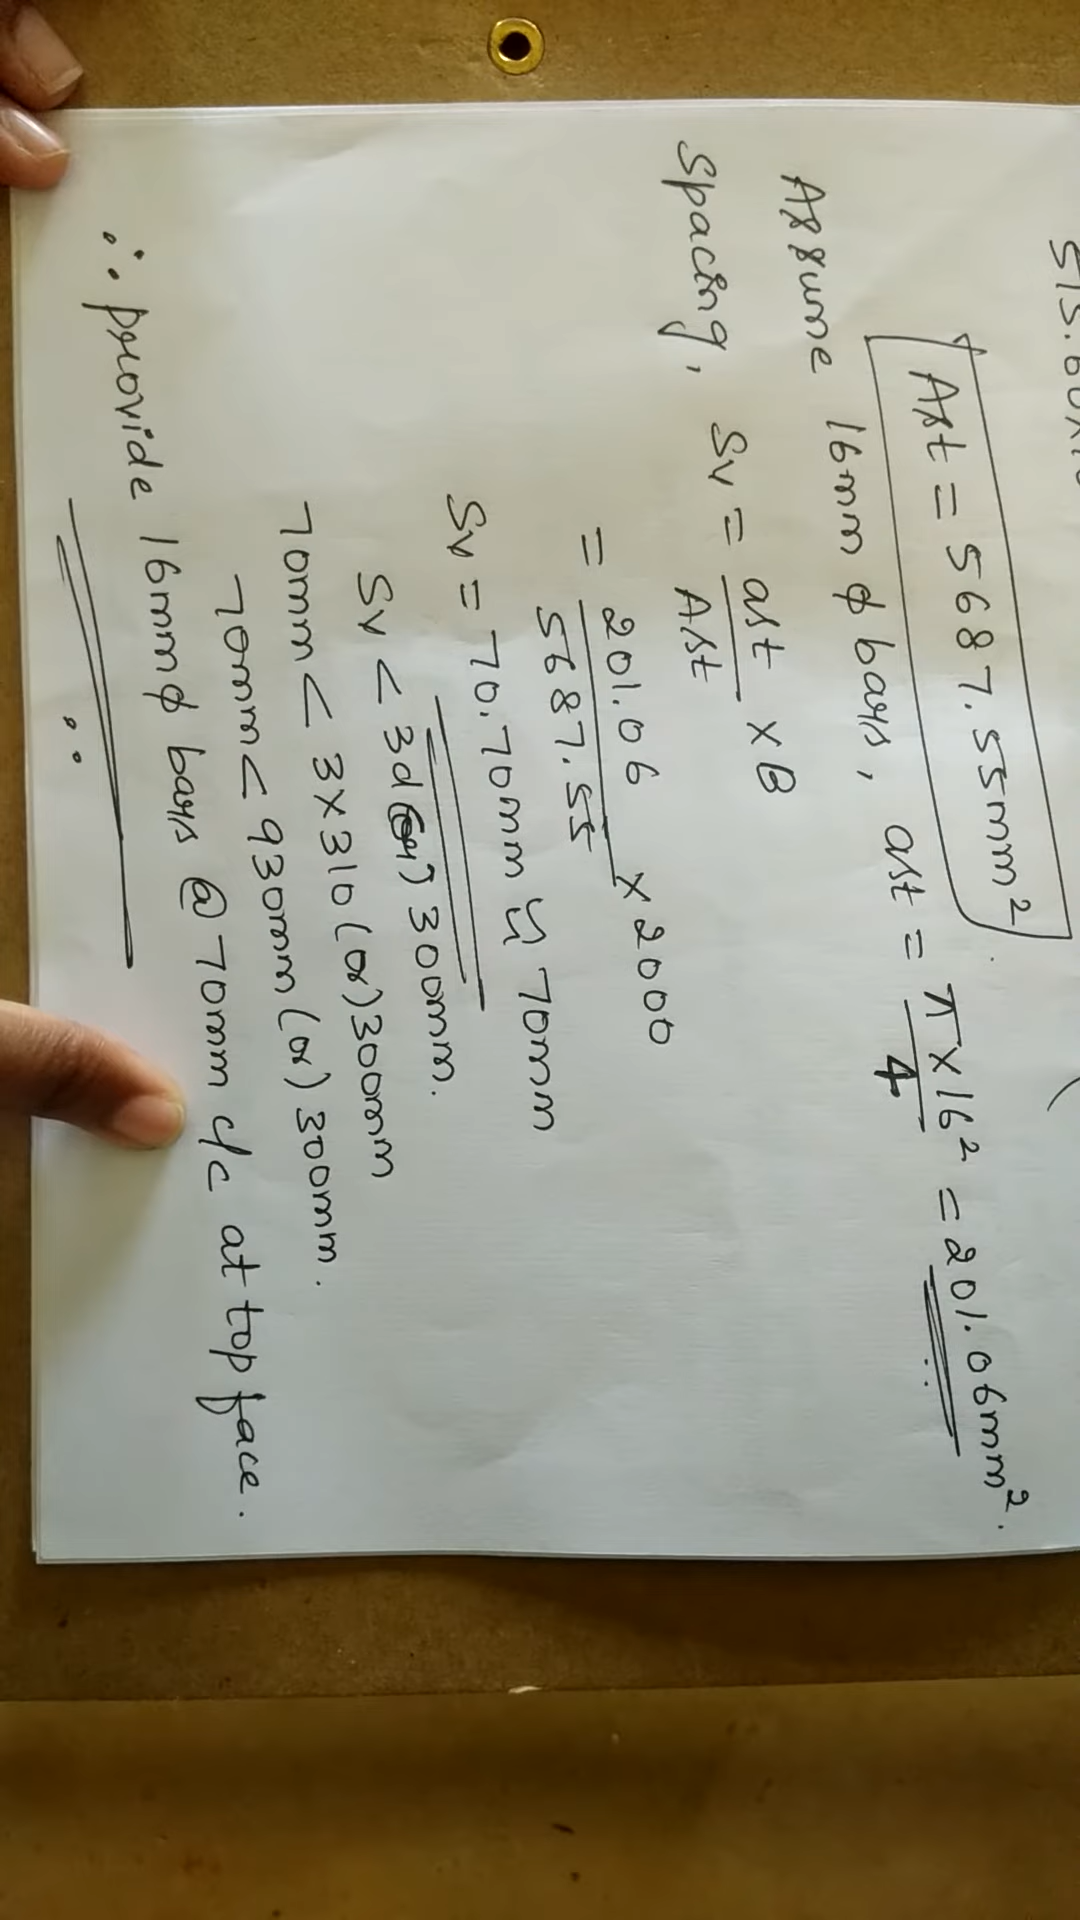 Ast = 5687.55mm²
Assume 16mm ϕ bars, ast = π×16²/4 = 201.06mm².
Spacing, Sv = ast/Ast × B
= 201.06/5687.55 × 2000
Sv = 70.70mm ≃ 70mm
Sv < 3d (or) 300mm.
70mm < 3×310 (or) 300mm
70mm < 930mm (or) 300mm.
∴ provide 16mmϕ bars @ 70mm c/c at top face.